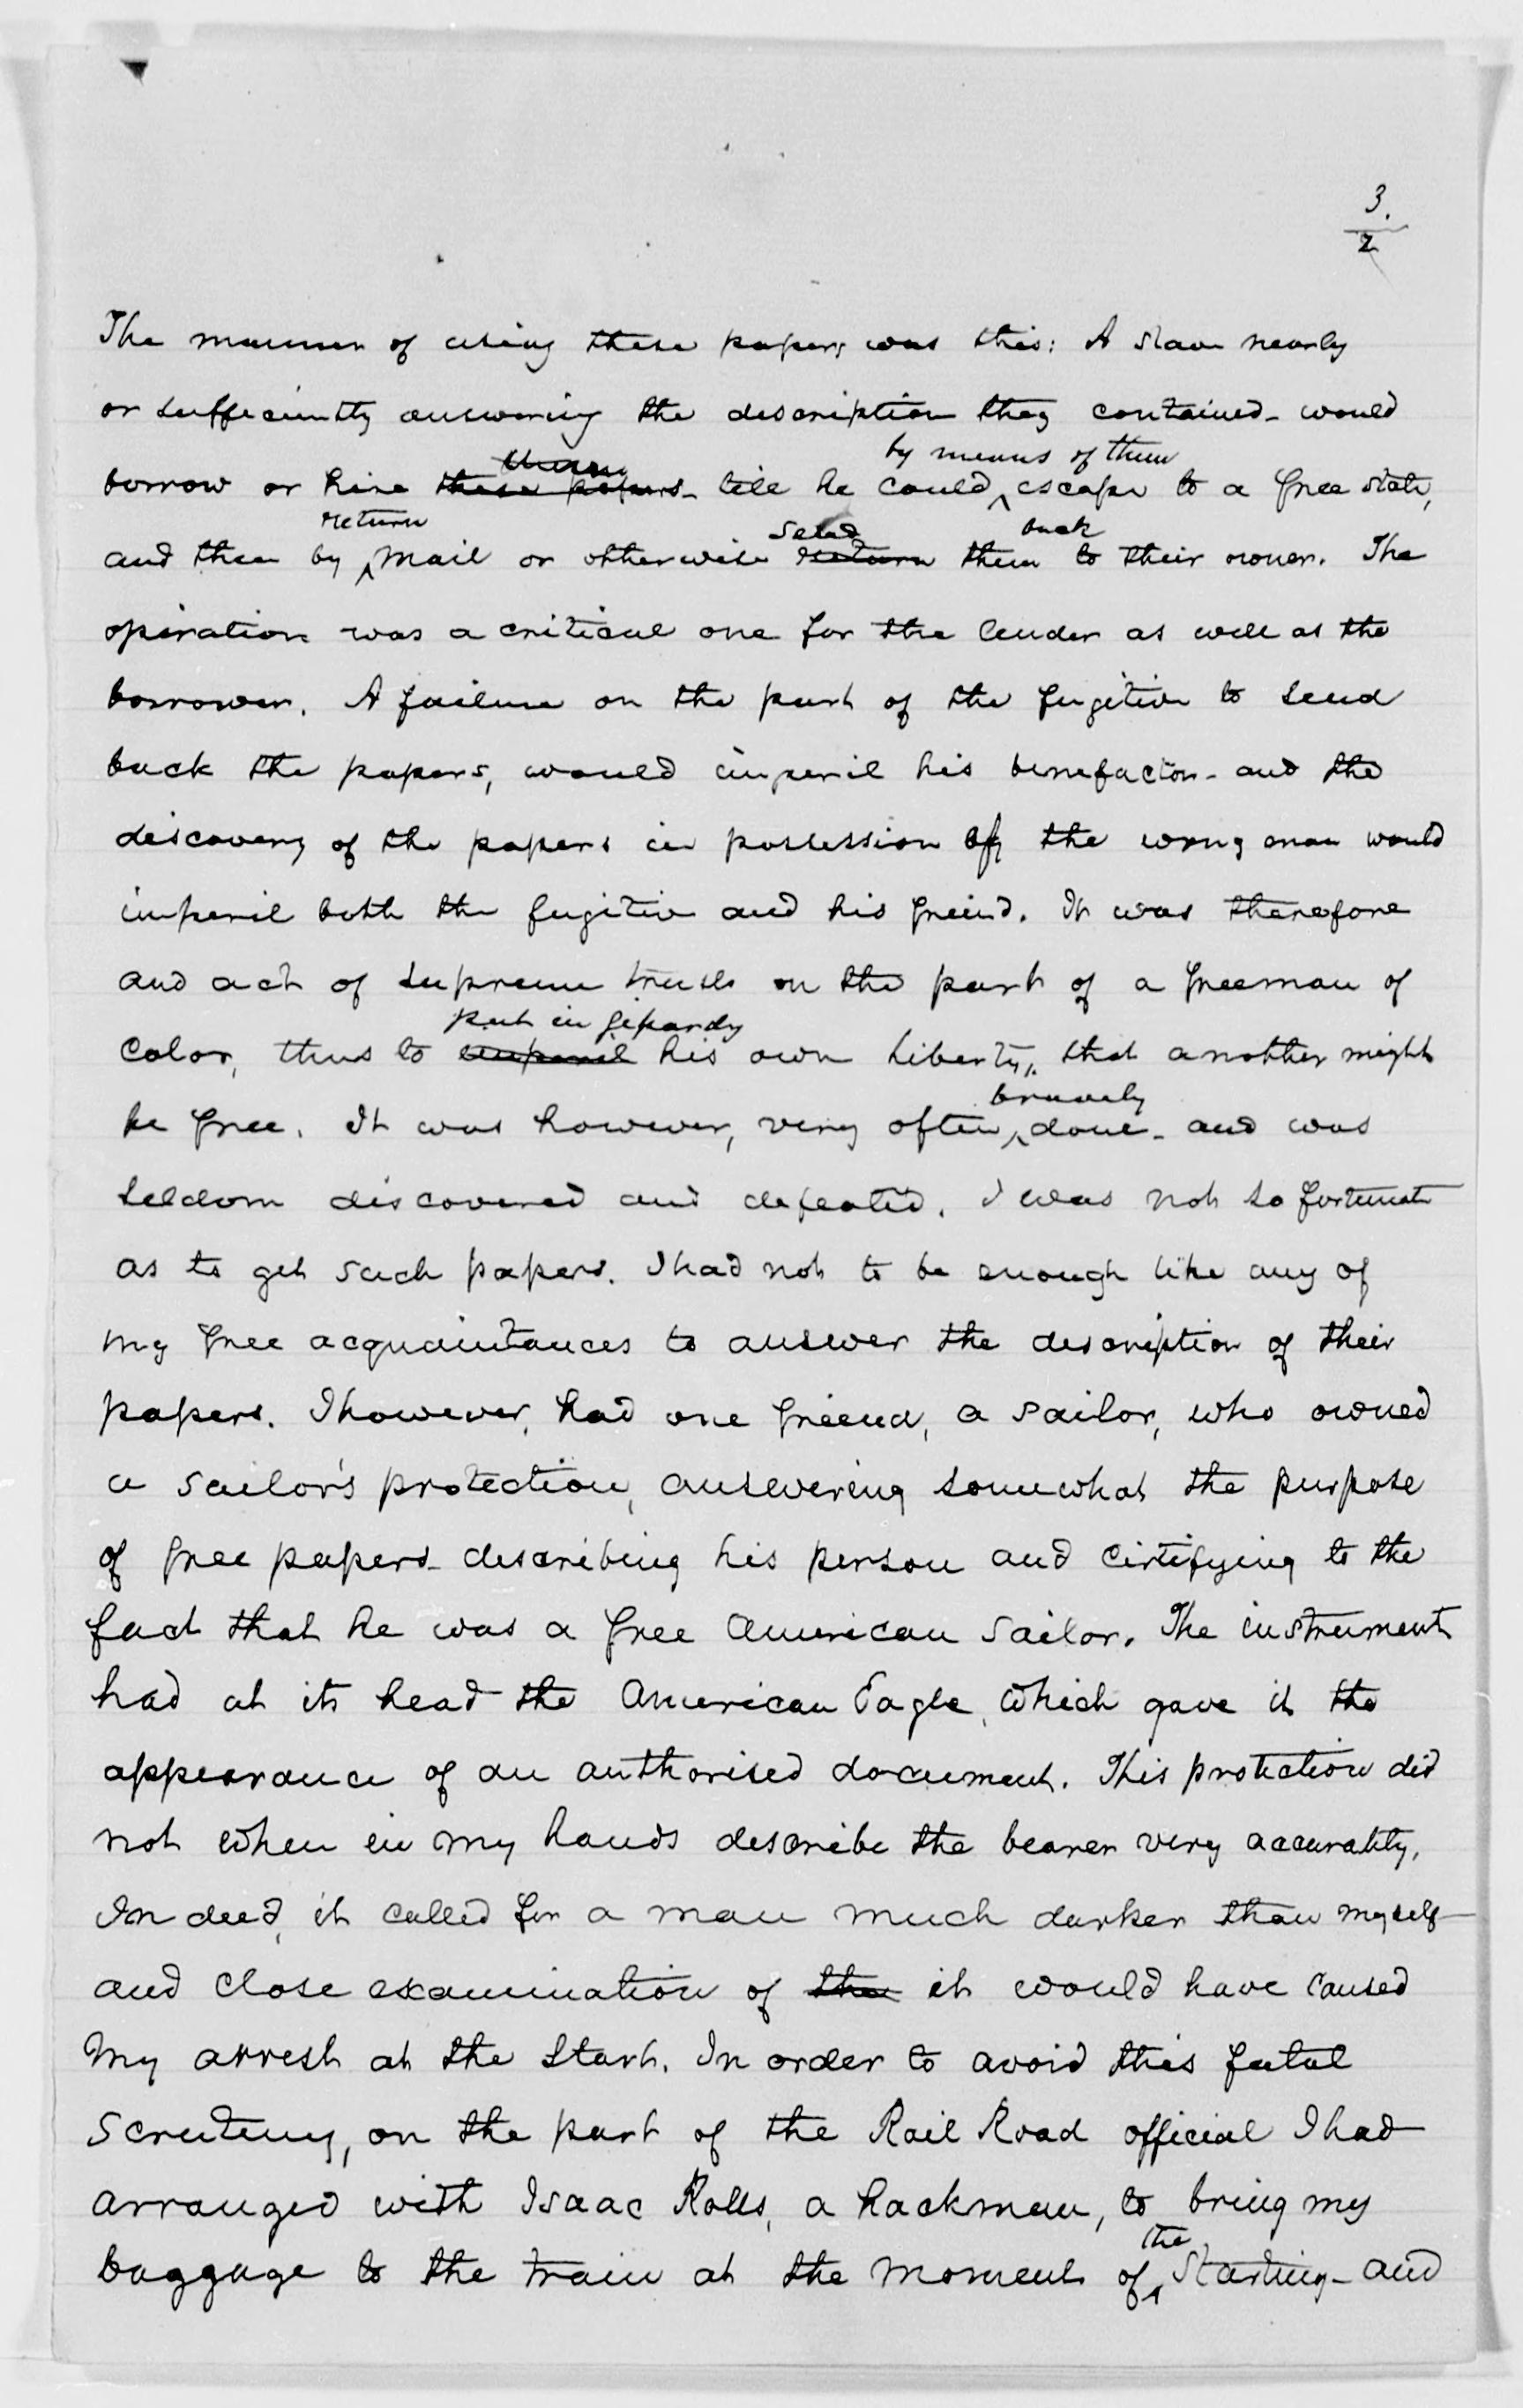 3.
2
The manner of using these papers was this: A slave nearly
or sufficiently answering the description they contained - would
by means of them
borrow or hire these papers - till he could ^ escape to a free state,
return send back
and then by ^ mail or otherwise return them to their owner. The
opiration was a critical one for the lender as well as the
borrower. A failure on the part of the fugitive to send
back the papers, would imperil his benefactor - and the
discovery of the papers in possession of the wrong man would
imperil both the fugitive and his freind. It was therefore
and act of supreme trust on the part of a freeman of
put in jepardy
color, thus to imperil his own liberty, that another might
bravely
be free. It was however, very often ^ done - and was
seldom discovered and defeated. I was not so fortunate
as to get such papers. I had not to be enough like any of
my free acquaintances to answer the description of their
papers. I however, had one freend, a sailor, who owned
a sailor's protection, answering somewhat the purpose
of free papers - describing his person and cirtifying to the
fact that he was a free American sailor. The instrument
had at its head the American Eagle, which gave it the
appearance of an authorised document. This protection did
not when in my hands describe the bearer very accurately.
In deed, it called for a man much darker than myself
and close examination of the it would have caused
my arrest at the start. In order to avoid this fatal
scrutiny, on the part of the Rail Road official I had
arranged with Isaac Rolls, a hackman, to bring my
the
baggage to the train at the moment of ^ starting - and